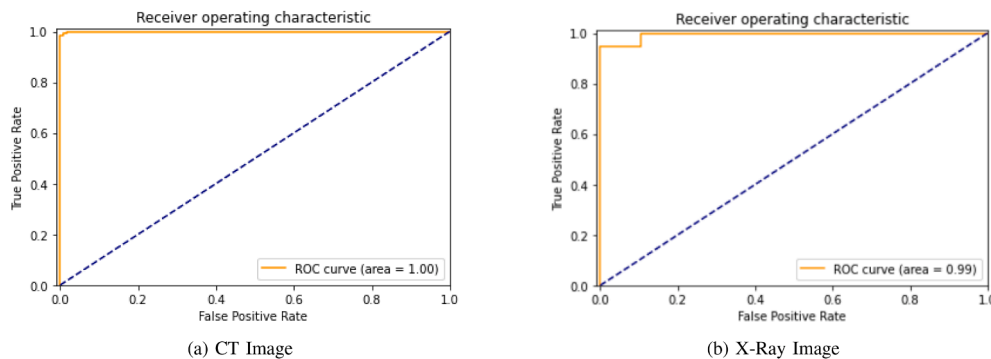 Receiver operating characteristic
1.0
0.8
0.6
0.4
0.2
0.0
True Positive Rate
ROC curve (area = 1.00)
0.0 0.2 0.4 0.6 0.8 1.0
False Positive Rate
(a) CT Image
Receiver operating characteristic
1.0
0.8
0.6
0.4
0.2
0.0
True Positive Rate
ROC curve (area = 0.99)
0.0 0.2 0.4 0.6 0.8 1.0
False Positive Rate
(b) X-Ray Image